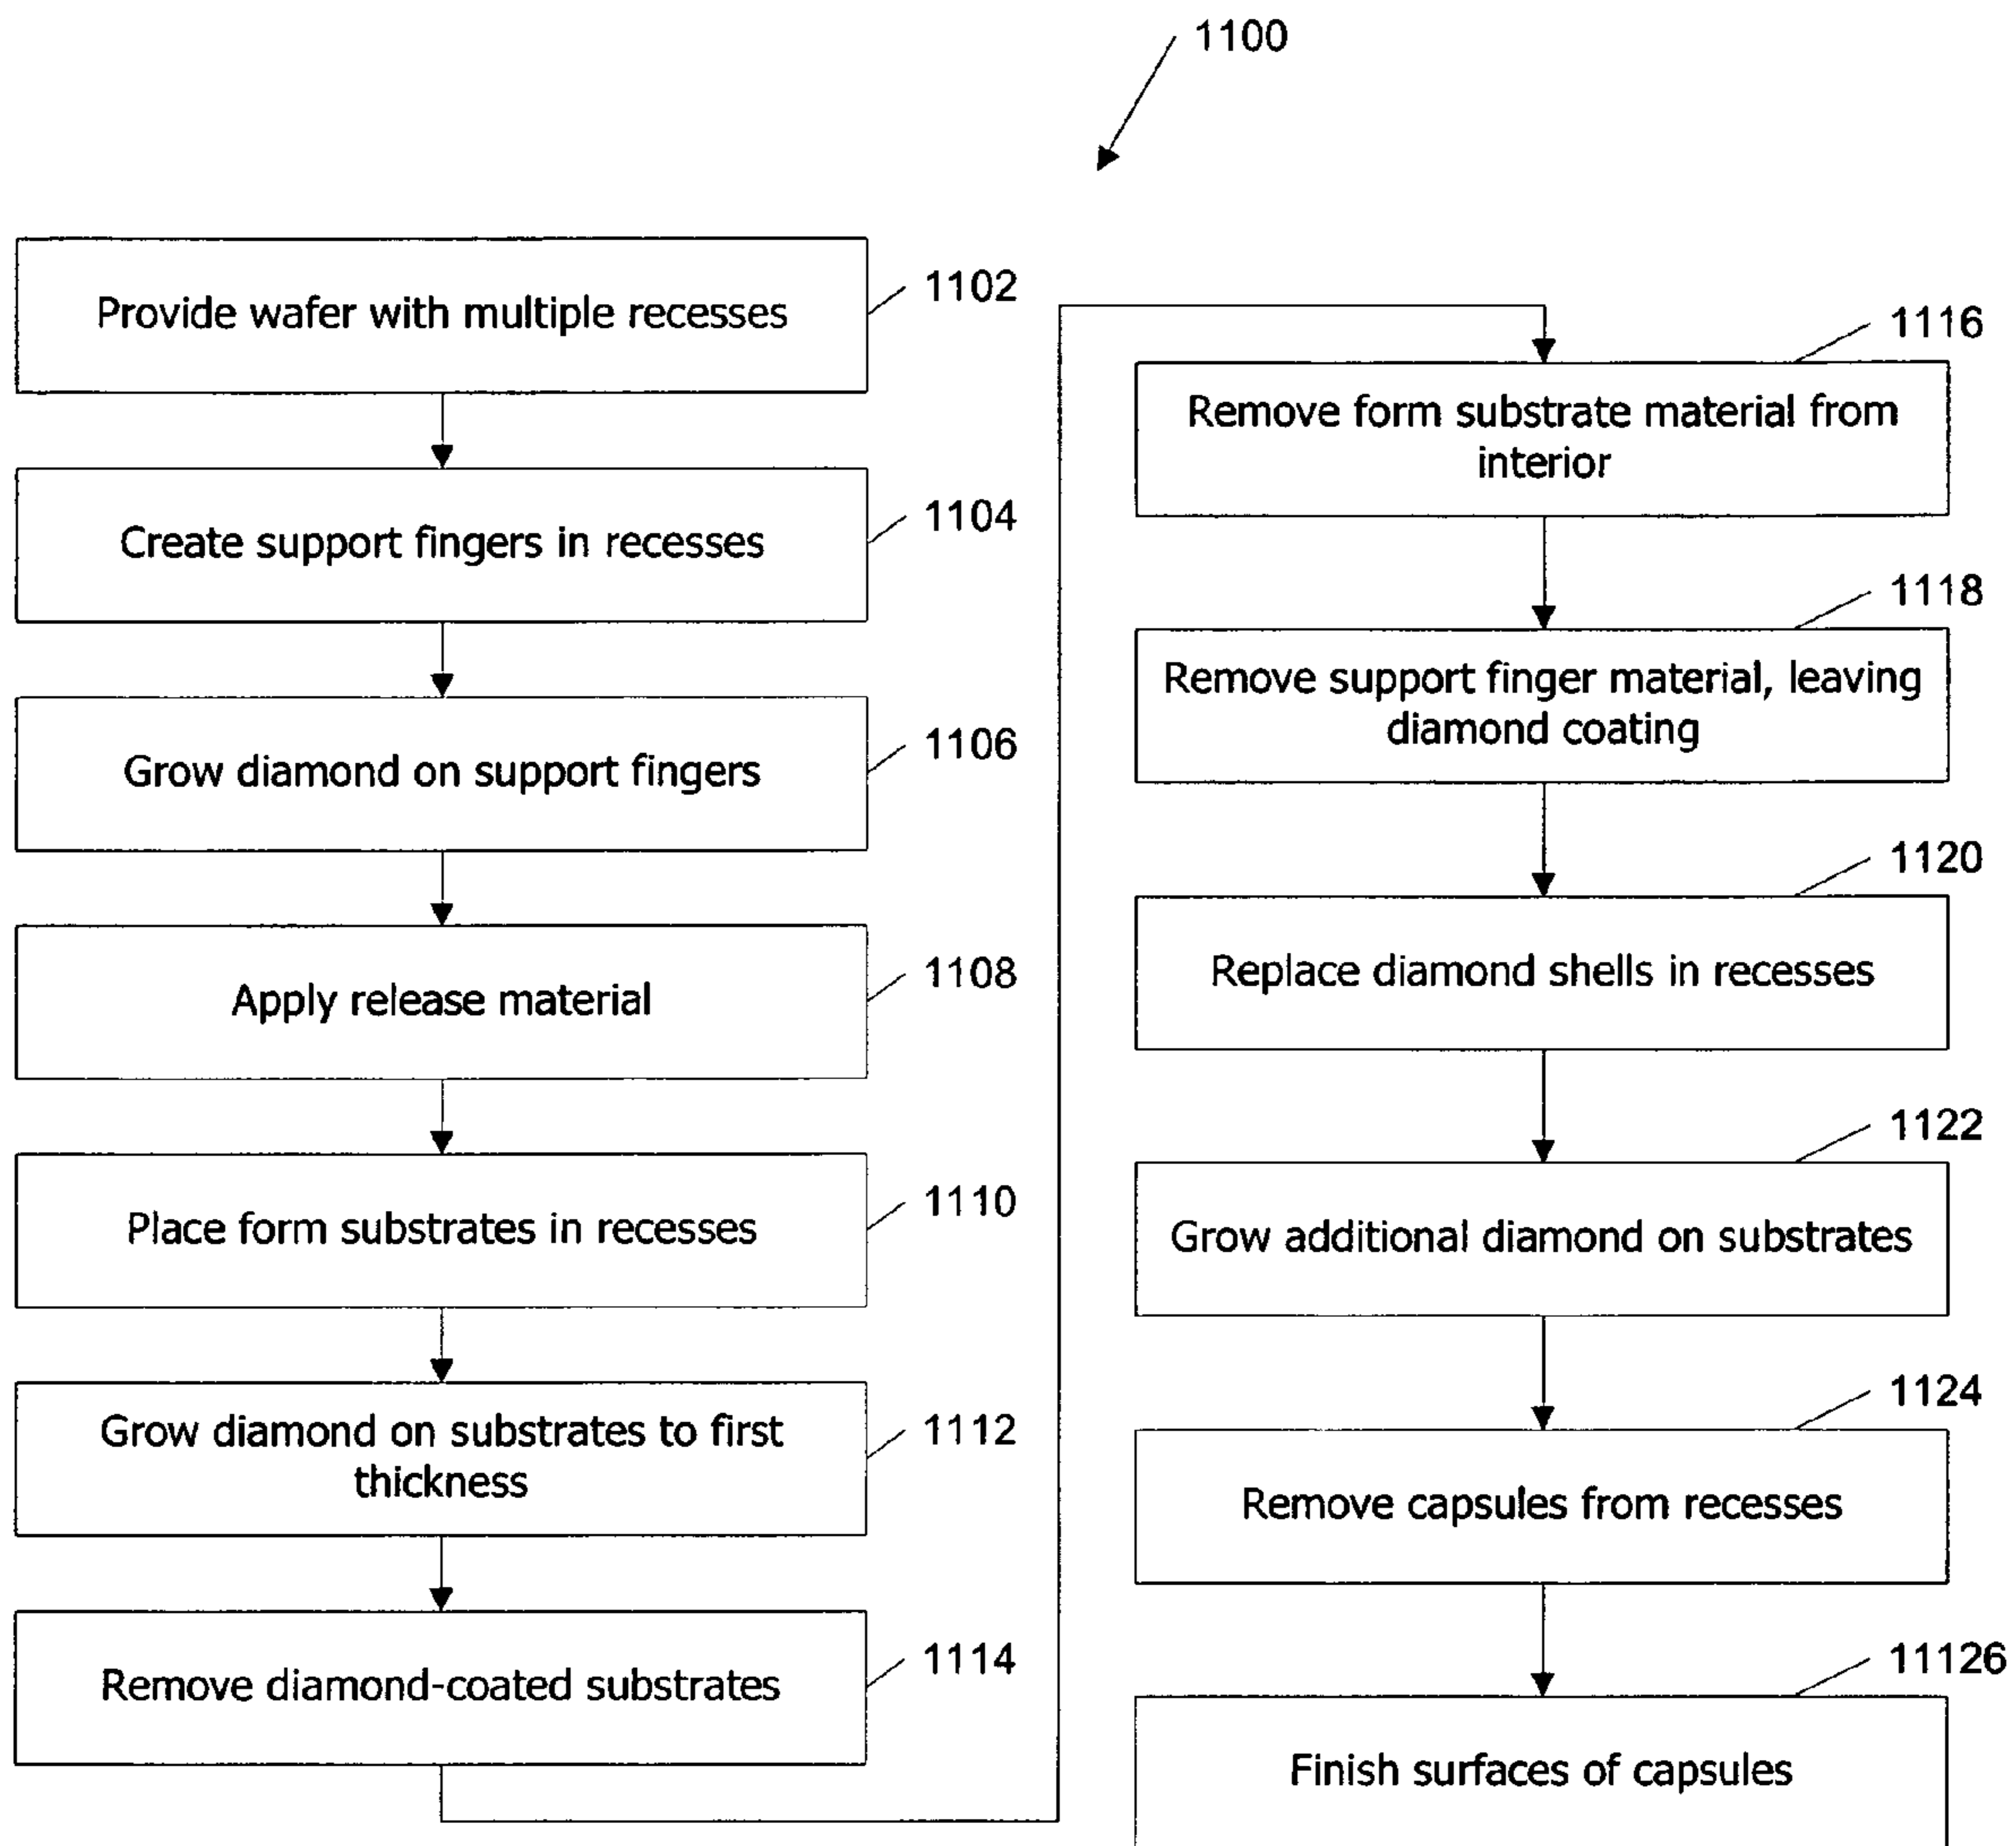 1100
Provide wafer with multiple recesses
1102
Create support fingers in recesses
1104
Grow diamond on support fingers
1106
Apply release material
1108
Place form substrates in recesses
1110
Grow diamond on substrates to first
thickness
1112
Remove diamond-coated substrates
1114
1116
Remove form substrate material from
interior
1118
Remove support finger material, leaving
diamond coating
1120
Replace diamond shells in recesses
1122
Grow additional diamond on substrates
1124
Remove capsules from recesses
11126
Finish surfaces of capsules